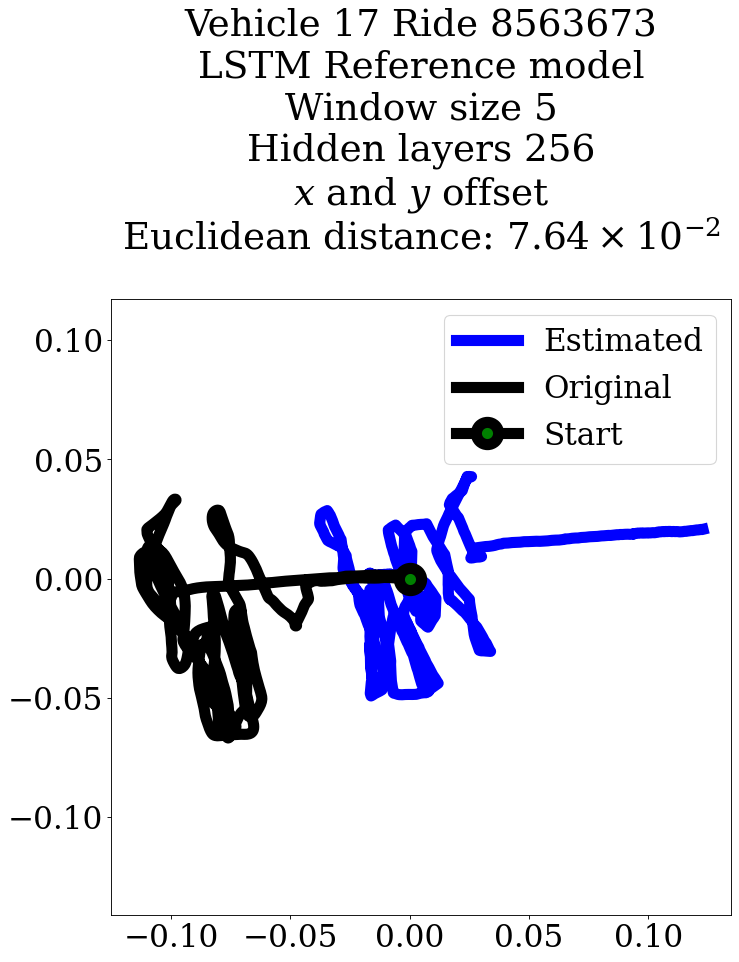 Vehicle 17 Ride 8563673
LSTM Reference model
Window size 5
Hidden layers 256
x and y offset
Euclidean distance: 7.64 × 10⁻²
Estimated
Original
Start
0.10
0.05
0.00
−0.05
−0.10
−0.10 −0.05 0.00 0.05 0.10